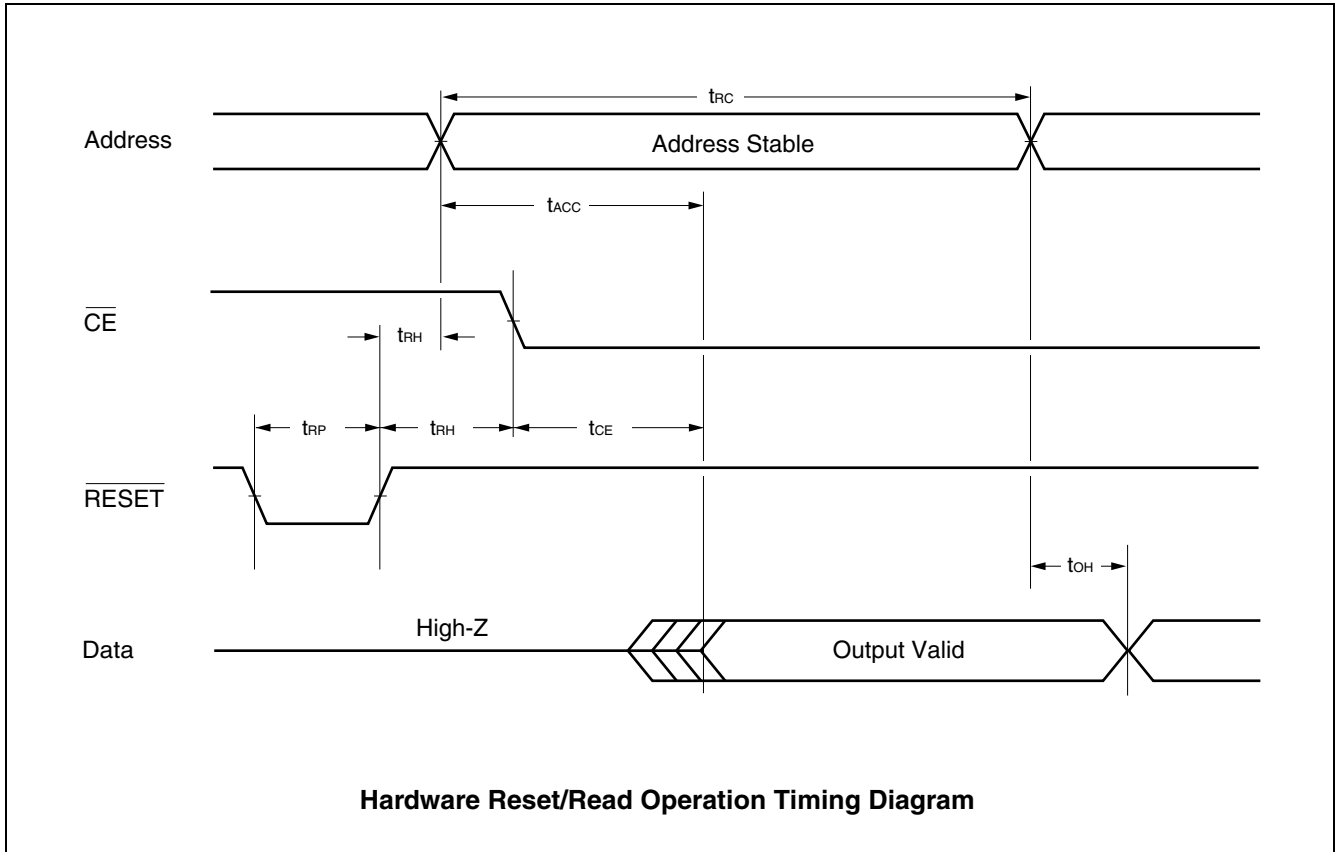 tRC
Address
Address Stable
tACC
CE
tRH
tRP
tRH
tCE
RESET
tOH
High-Z
Data
Output Valid
Hardware Reset/Read Operation Timing Diagram